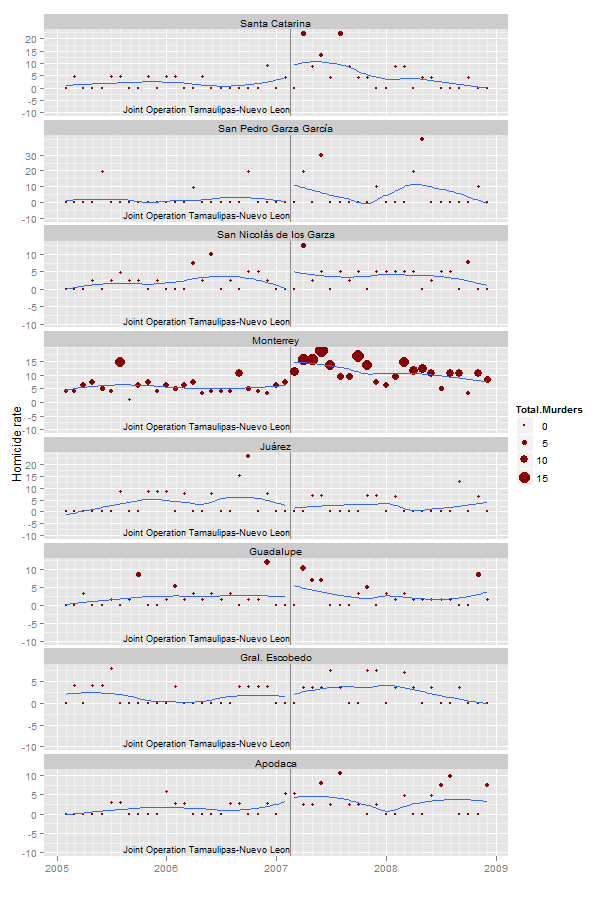 Santa Catarina
20
15
10
5
0
-5
-10
Joint Operation Tamaulipas-Nuevo Leon
San Pedro Garza García
30
20
10
0
-10
Joint Operation Tamaulipas-Nuevo Leon
San Nicolás de los Garza
10
5
0
-5
-10
Joint Operation Tamaulipas-Nuevo Leon
Monterrey
15
10
5
0
-5
-10
Joint Operation Tamaulipas-Nuevo Leon
Juárez
20
15
10
5
0
-5
-10
Joint Operation Tamaulipas-Nuevo Leon
Guadalupe
10
5
0
-5
-10
Joint Operation Tamaulipas-Nuevo Leon
Gral. Escobedo
5
0
-5
-10
Joint Operation Tamaulipas-Nuevo Leon
Apodaca
10
5
0
-5
-10
Joint Operation Tamaulipas-Nuevo Leon
2005
2006
2007
2008
2009
Homicide rate
Total.Murders
0
5
10
15